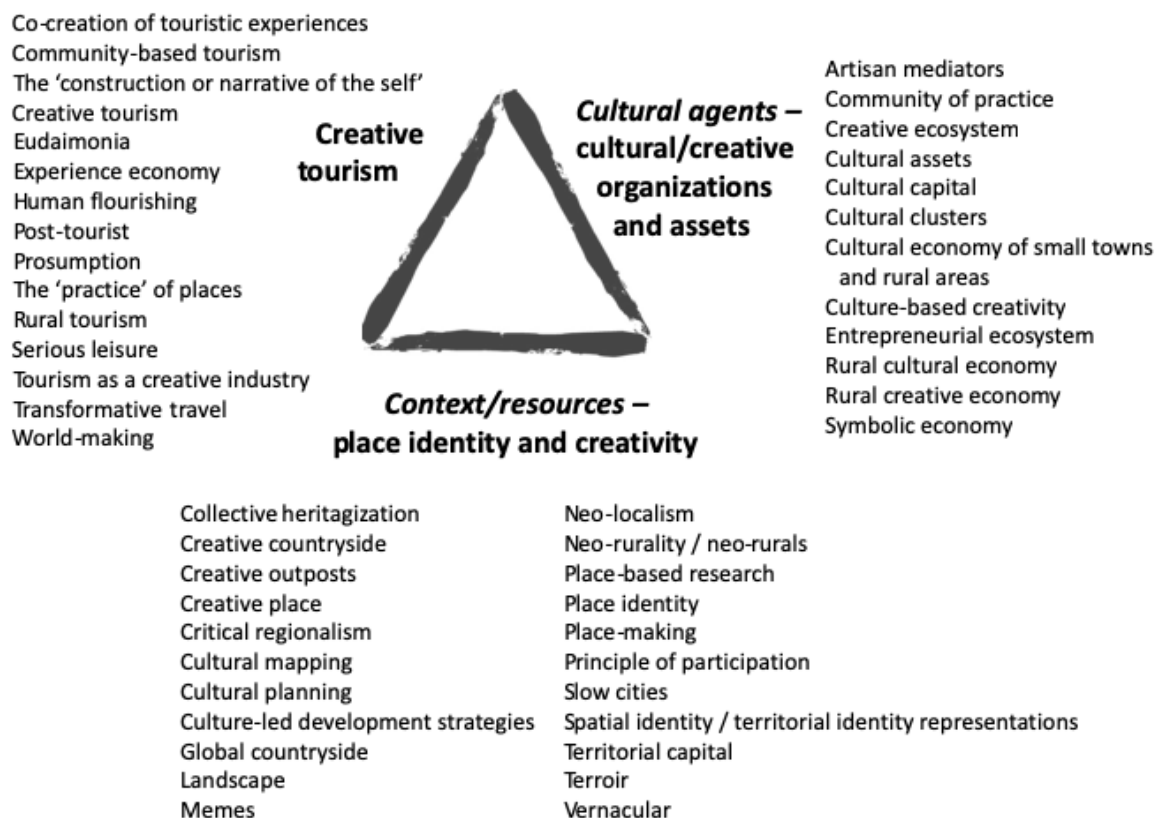 Co-creation of touristic experiences
Community-based tourism
The ‘construction or narrative of the self’
Creative tourism
Eudaimonia
Experience economy
Human flourishing
Post-tourist
Prosumption
The ‘practice’ of places
Rural tourism
Serious leisure
Tourism as a creative industry
Transformative travel
World-making
Creative
tourism
Cultural agents –
cultural/creative
organizations
and assets
Artisan mediators
Community of practice
Creative ecosystem
Cultural assets
Cultural capital
Cultural clusters
Cultural economy of small towns
and rural areas
Culture-based creativity
Entrepreneurial ecosystem
Rural cultural economy
Rural creative economy
Symbolic economy
Context/resources –
place identity and creativity
Collective heritagization
Creative countryside
Creative outposts
Creative place
Critical regionalism
Cultural mapping
Cultural planning
Culture-led development strategies
Global countryside
Landscape
Memes
Neo-localism
Neo-rurality / neo-rurals
Place-based research
Place identity
Place-making
Principle of participation
Slow cities
Spatial identity / territorial identity representations
Territorial capital
Terroir
Vernacular